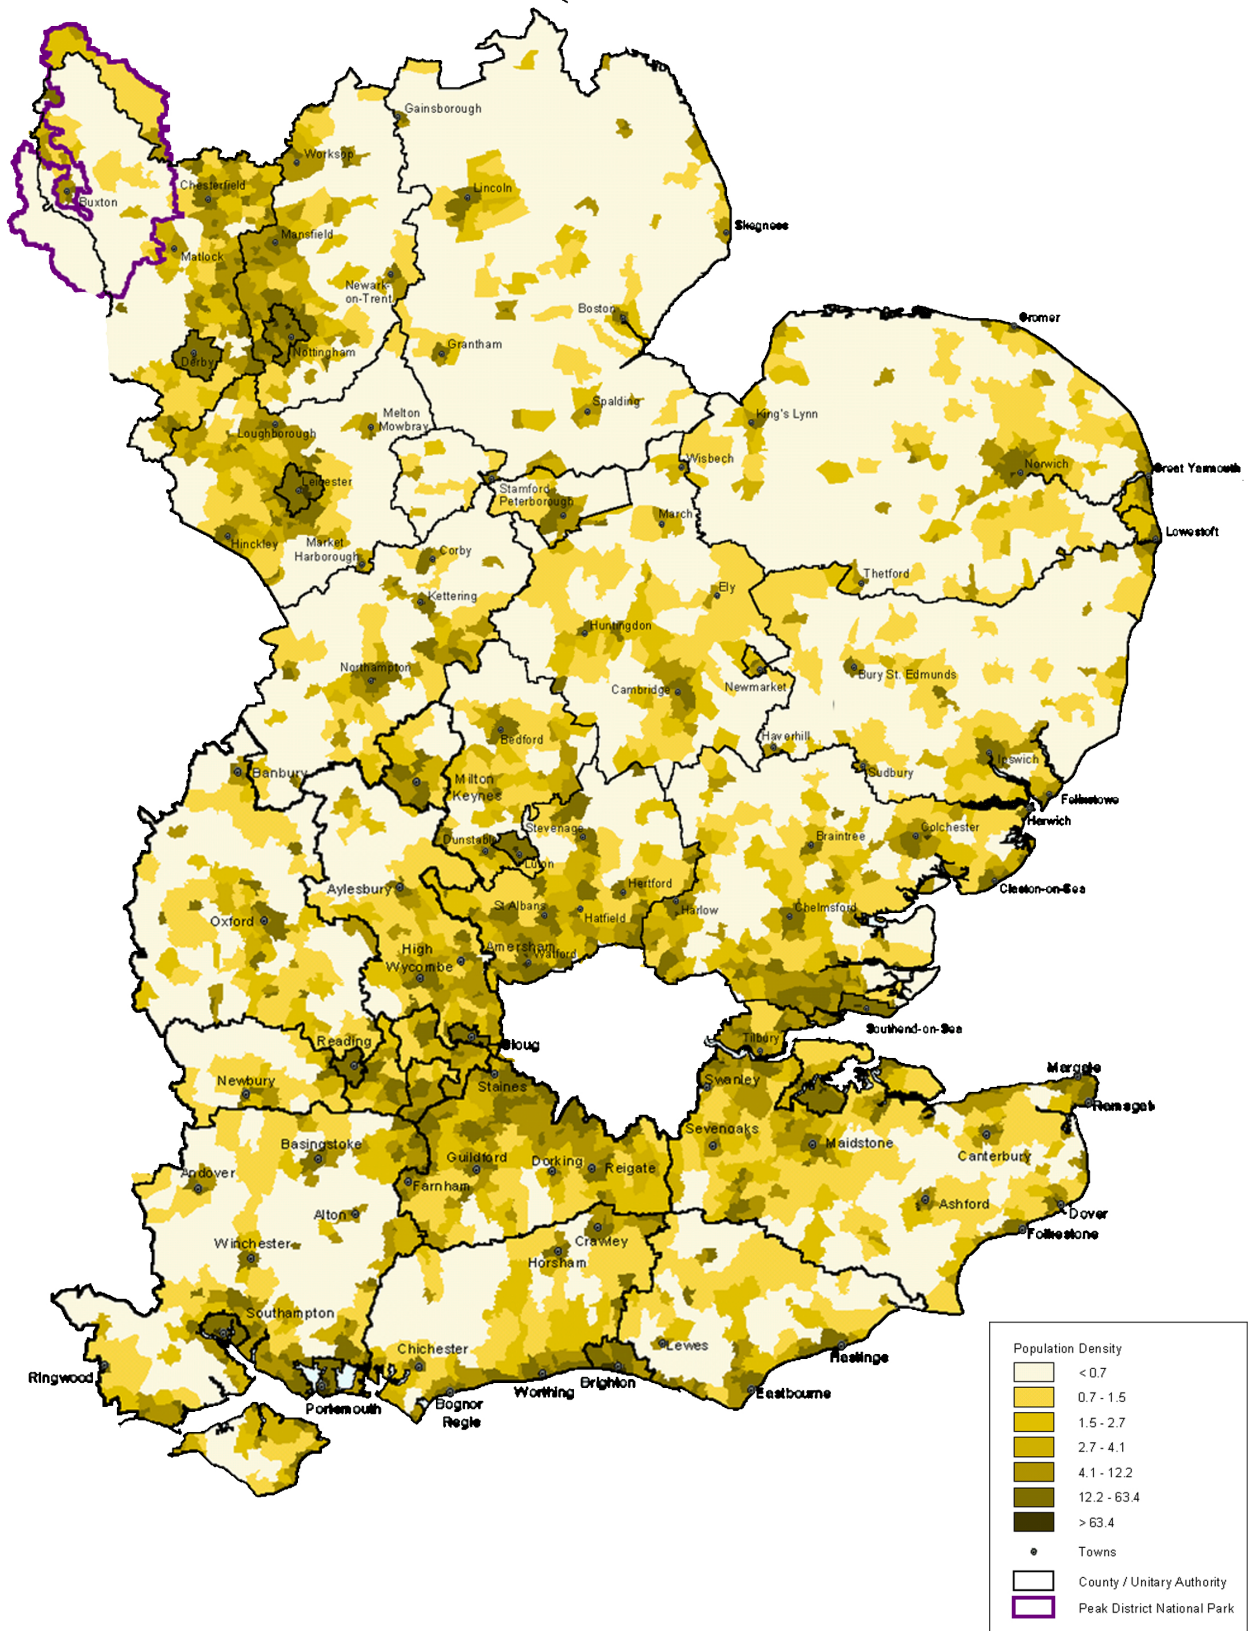 Gainsborough
Worksop
Chesterfield
Lincoln
Buxton
Skegness
Mansfield
Matlock
Newark-
on-Trent
Boston
Cromer
Nottingham
Grantham
Derby
Melton
Mowbray
Spalding
King's Lynn
Loughborough
Wisbech
Norwich
Great Yarmouth
Leicester
Stamford
Peterborough
March
Lowestoft
Hinckley
Market
Harborough
Corby
Thetford
Ely
Kettering
Huntingdon
Northampton
Bury St. Edmunds
Cambridge
Newmarket
Bedford
Haverhill
Ipswich
Banbury
Milton
Keynes
Sudbury
Felixstowe
Harwich
Stevenage
Colchester
Dunstable
Braintree
Luton
Aylesbury
Hertford
Clacton-on-Sea
St Albans
Hatfield
Harlow
Chelmsford
Oxford
High
Wycombe
Amersham
Watford
Southend-on-Sea
Reading
Sloug
Tilbury
Newbury
Staines
Swanley
Margate
Ramsgat
Basingstoke
Sevenoaks
Maidstone
Guildford
Dorking
Reigate
Canterbury
Andover
Farnham
Ashford
Alton
Dover
Folkestone
Winchester
Crawley
Horsham
Southampton
Chichester
Lewes
Hastings
Ringwood
Portsmouth
Bognor
Regis
Worthing
Brighton
Eastbourne
Population Density
< 0.7
0.7 - 1.5
1.5 - 2.7
2.7 - 4.1
4.1 - 12.2
12.2 - 63.4
> 63.4
Towns
County / Unitary Authority
Peak District National Park